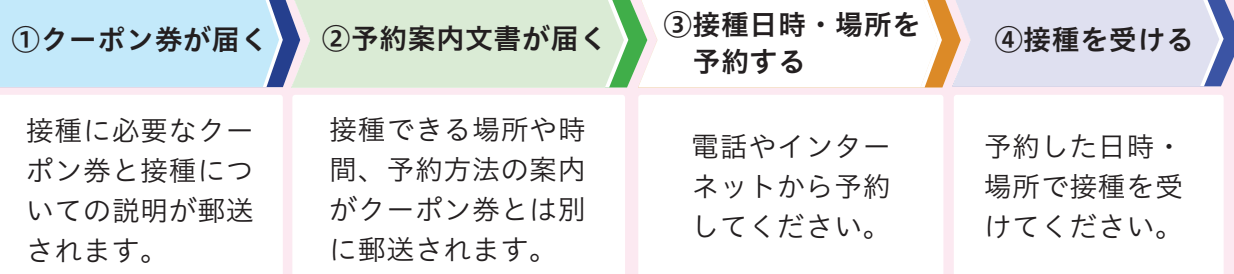 ①クーポン券が届く
接種に必要なクー
ポン券と接種につ
いての説明が郵送
されます。
②予約案内文書が届く
接種できる場所や時
間、予約方法の案内
がクーポン券とは別
に郵送されます。
③接種日時・場所を
予約する
電話やインター
ネットから予約
してください。
④接種を受ける
予約した日時・
場所で接種を受
けてください。